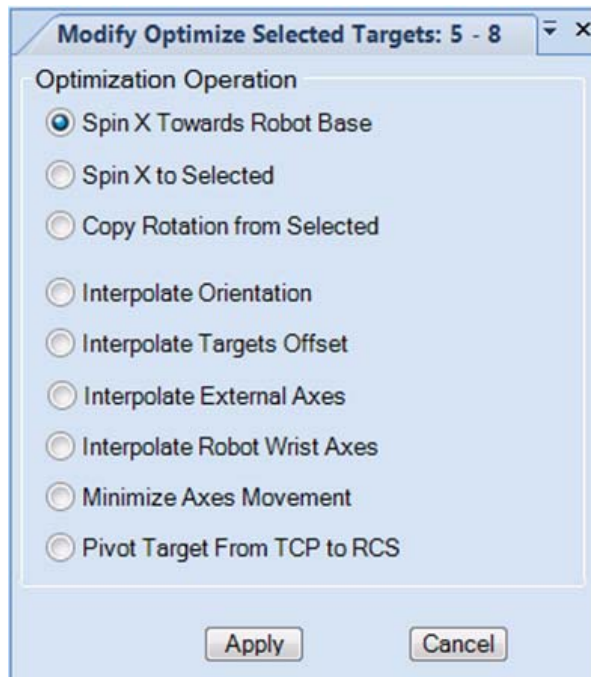 Modify Optimize Selected Targets: 5 - 8
Optimization Operation
Spin X Towards Robot Base
Spin X to Selected
Copy Rotation from Selected
Interpolate Orientation
Interpolate Targets Offset
Interpolate External Axes
Interpolate Robot Wrist Axes
Minimize Axes Movement
Pivot Target From TCP to RCS
Apply Cancel